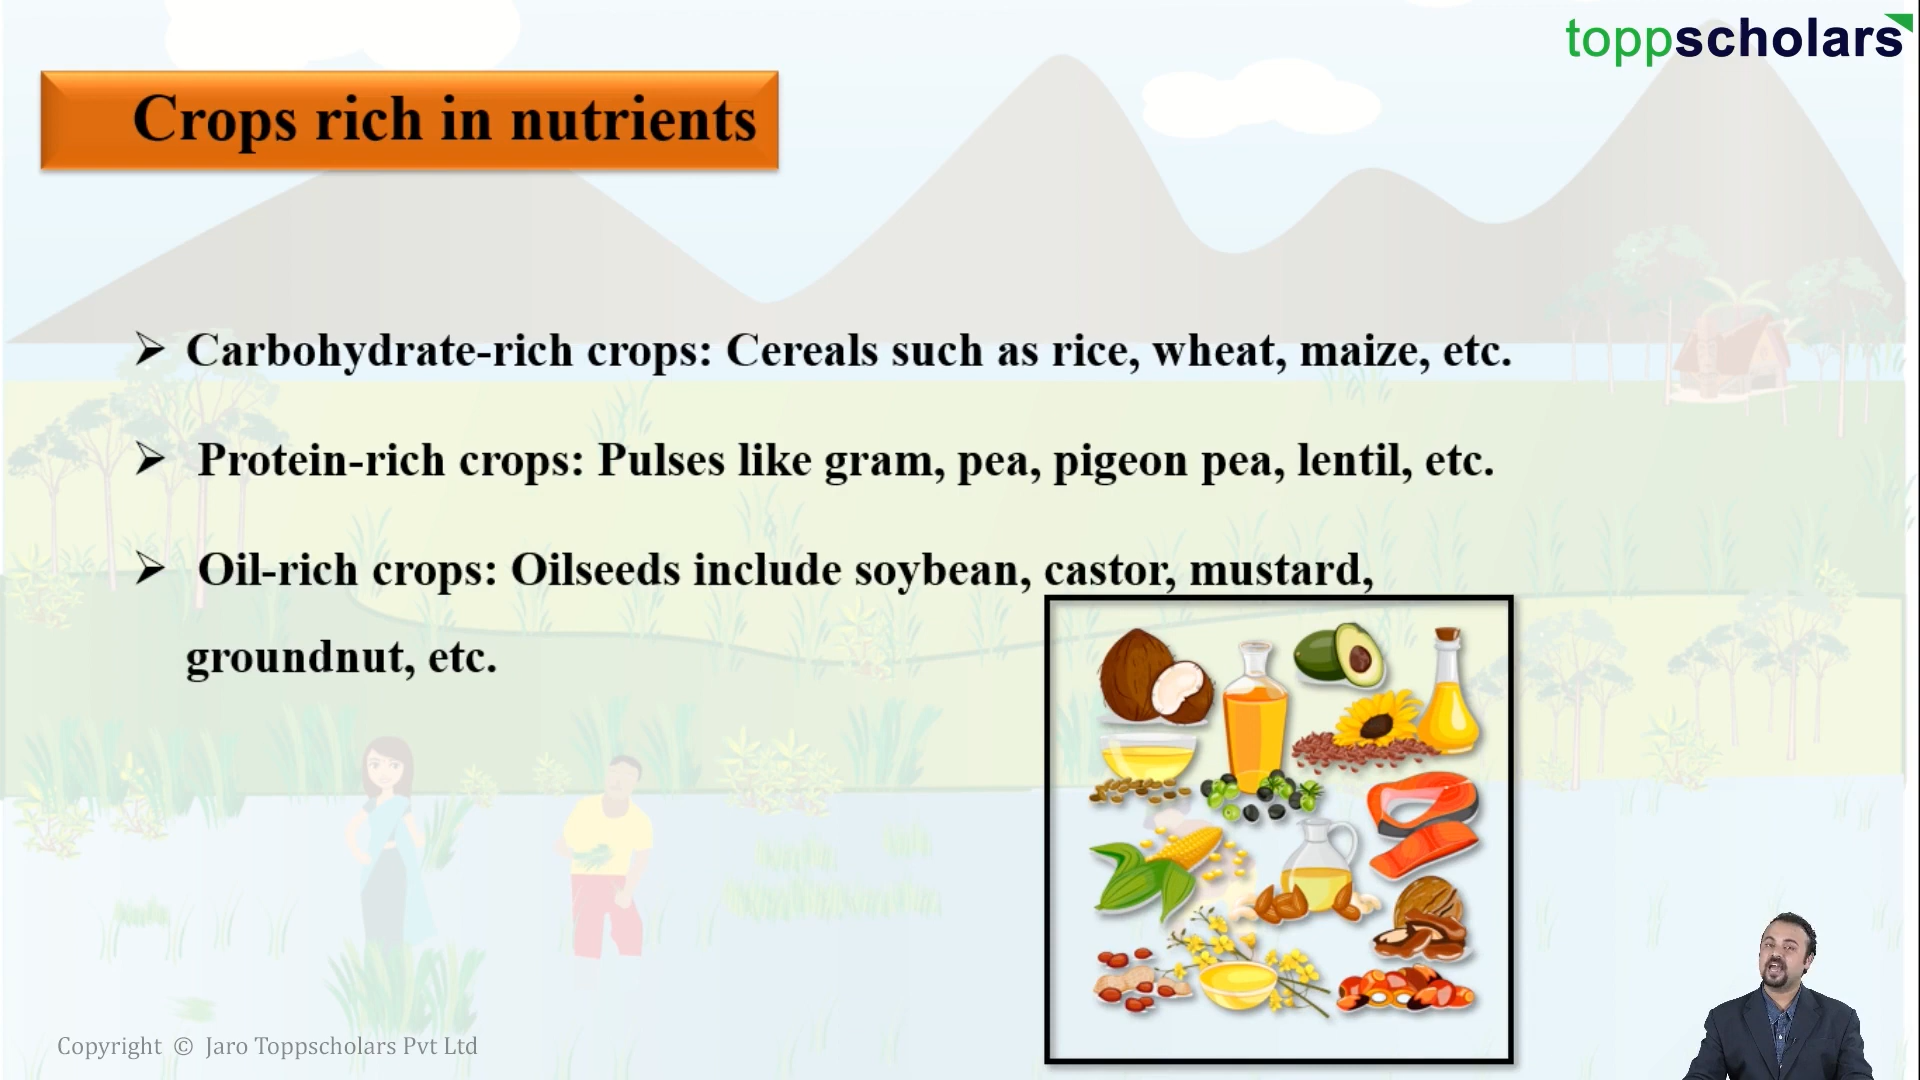 toppscholars
Crops rich in nutrients
➢ Carbohydrate-rich crops: Cereals such as rice, wheat, maize, etc.
➢ Protein-rich crops: Pulses like gram, pea, pigeon pea, lentil, etc.
➢ Oil-rich crops: Oilseeds include soybean, castor, mustard,
groundnut, etc.
Copyright © Jaro Toppscholars Pvt Ltd